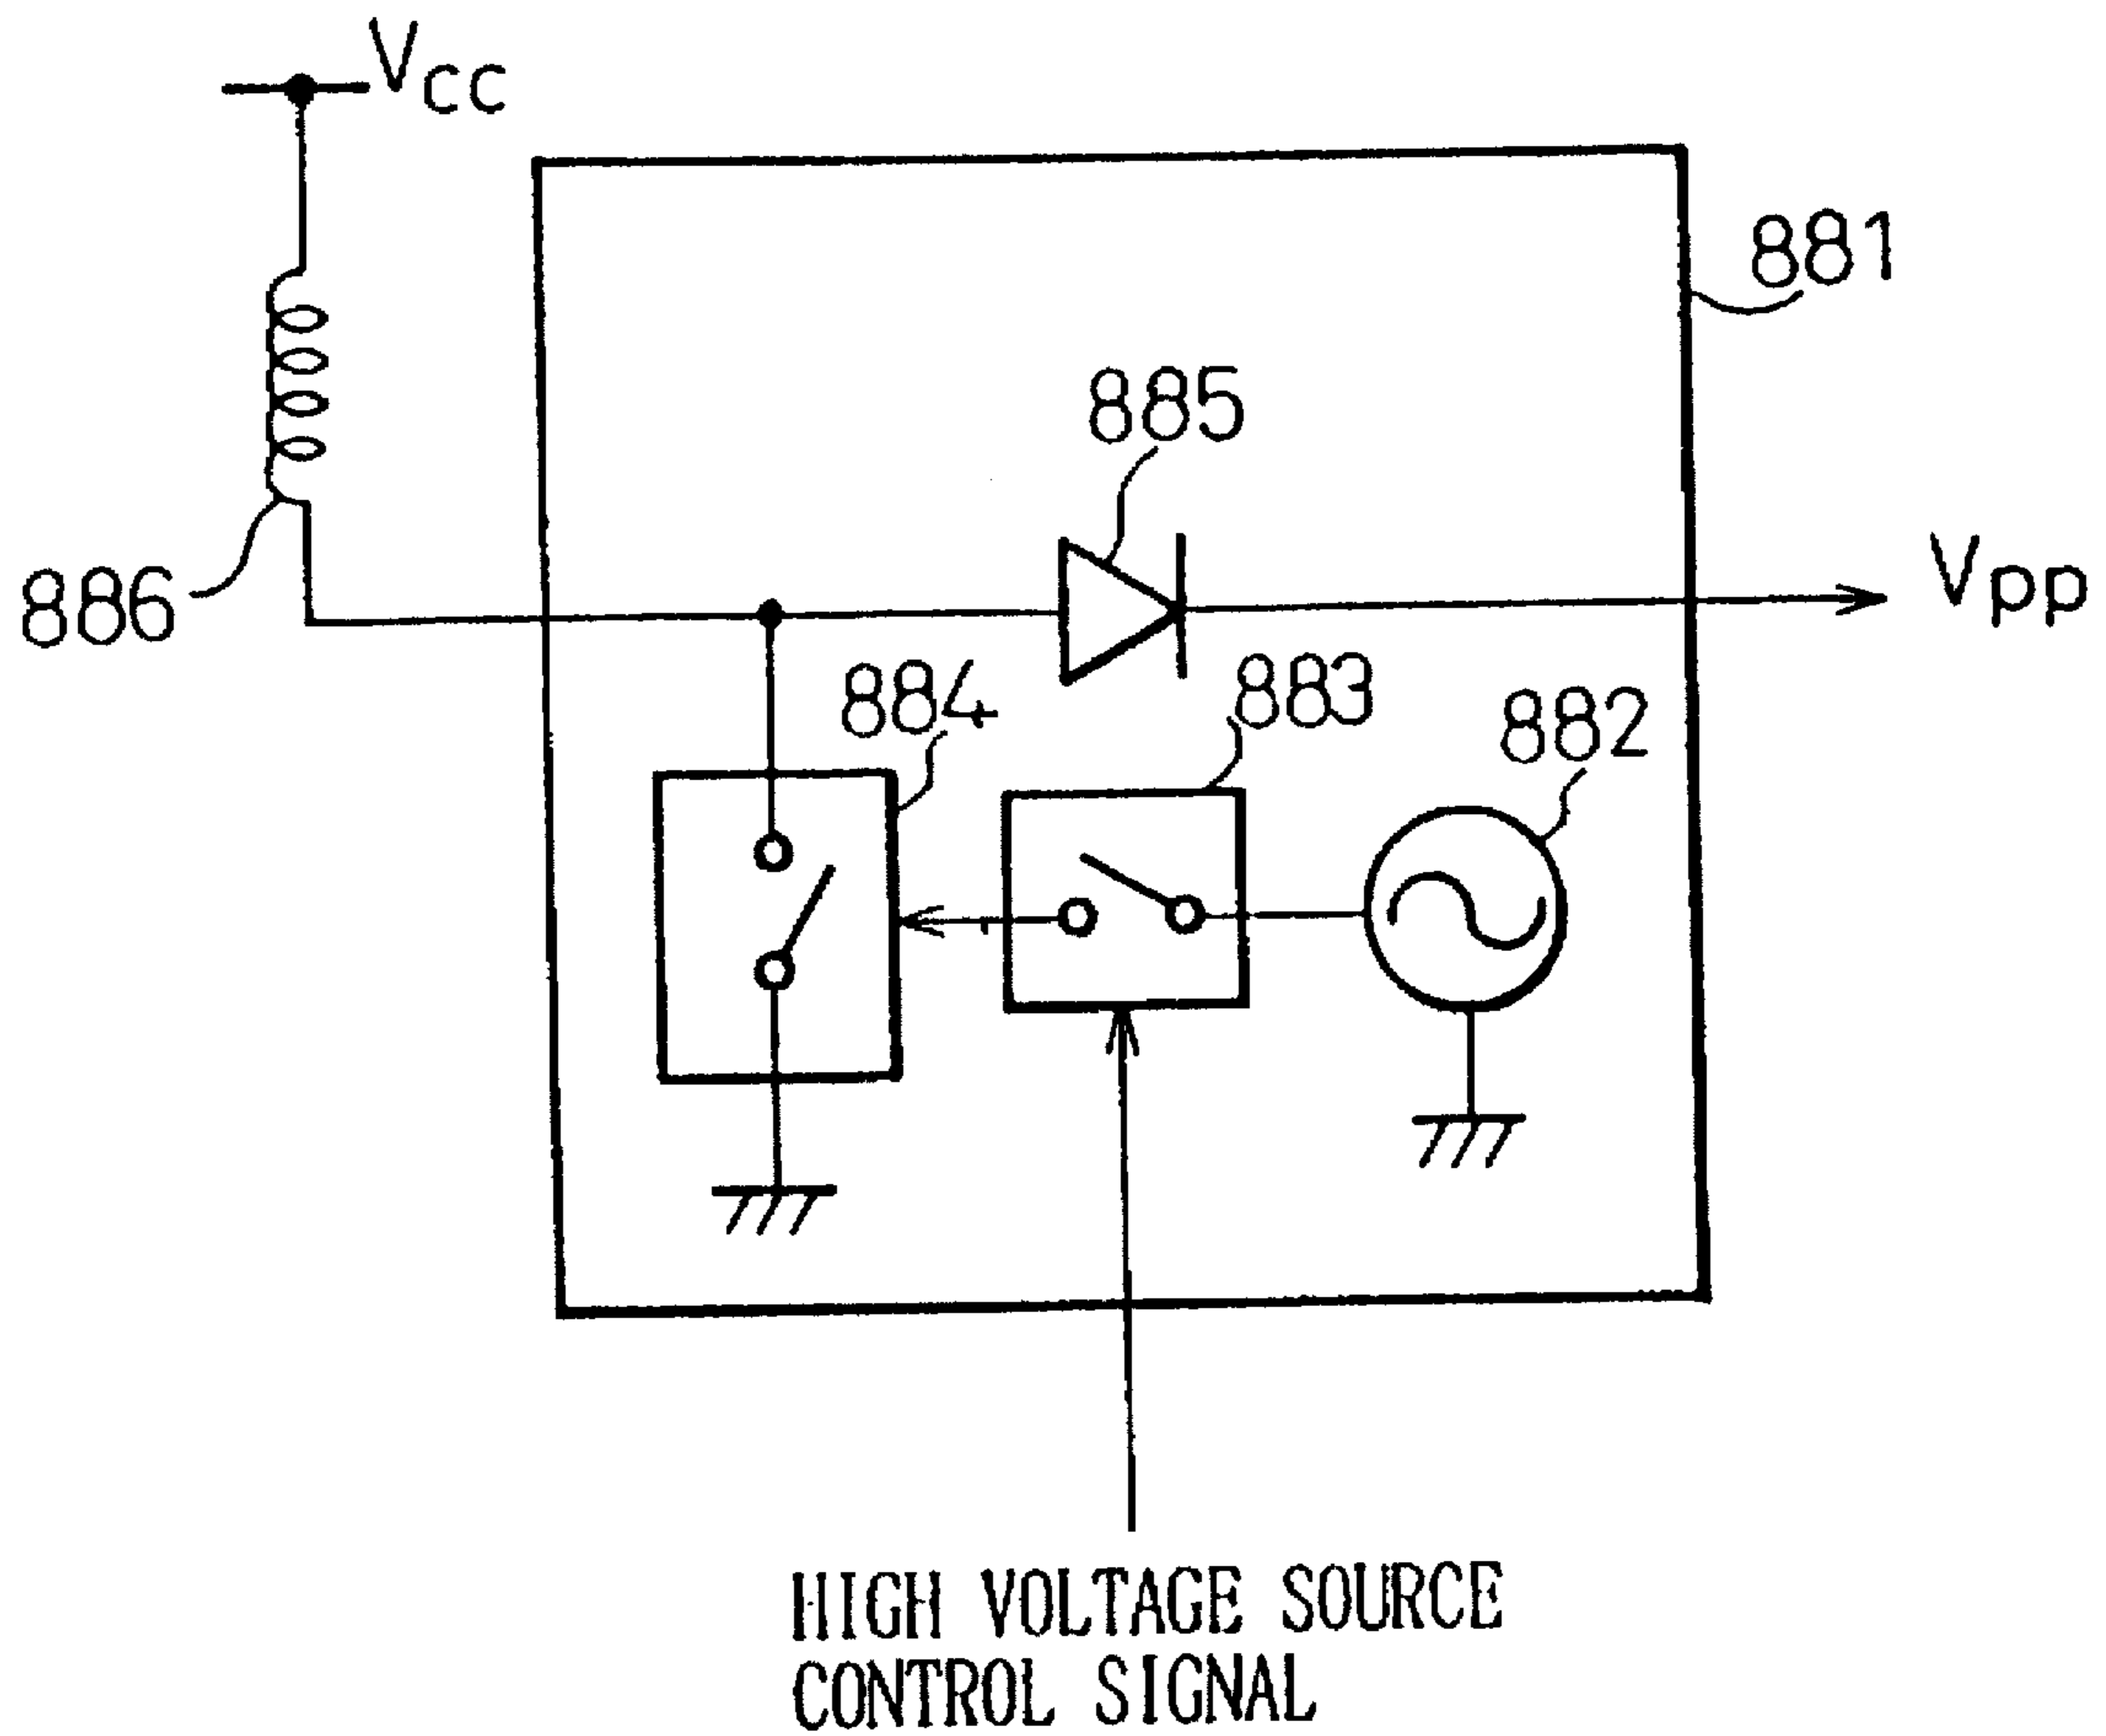 Vcc
881
885
886
Vpp
884
883
882
HIGH VOLTAGE SOURCE
CONTROL SIGNAL